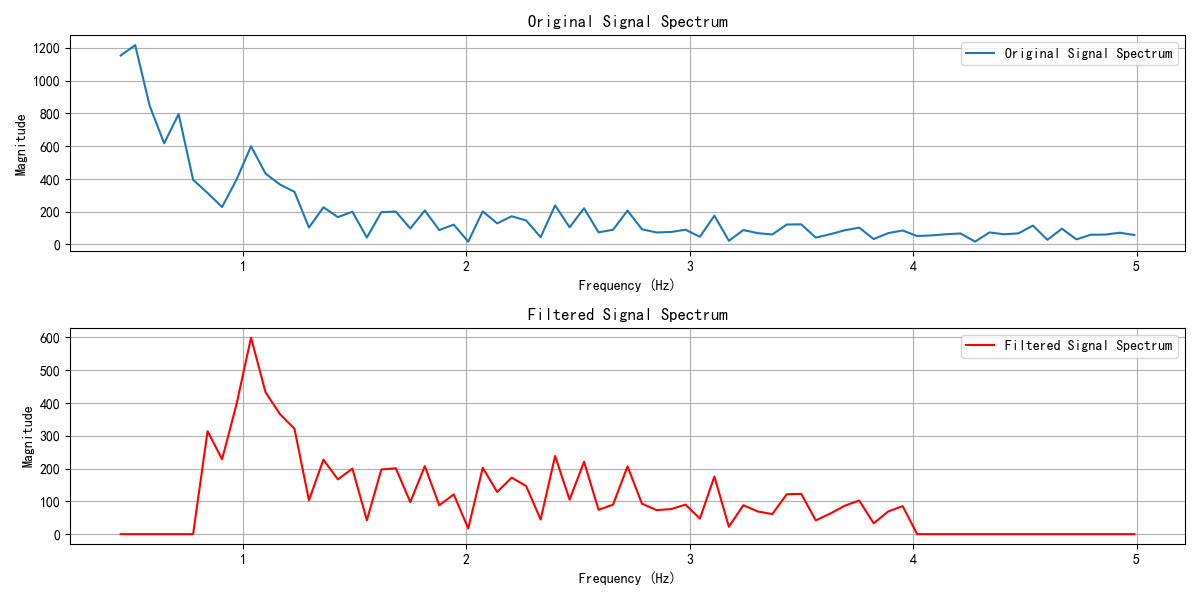 Original Signal Spectrum
Original Signal Spectrum
Magnitude
1200
1000
800
600
400
200
0
1 2 3 4 5
Frequency (Hz)
Filtered Signal Spectrum
Filtered Signal Spectrum
Magnitude
600
500
400
300
200
100
0
1 2 3 4 5
Frequency (Hz)